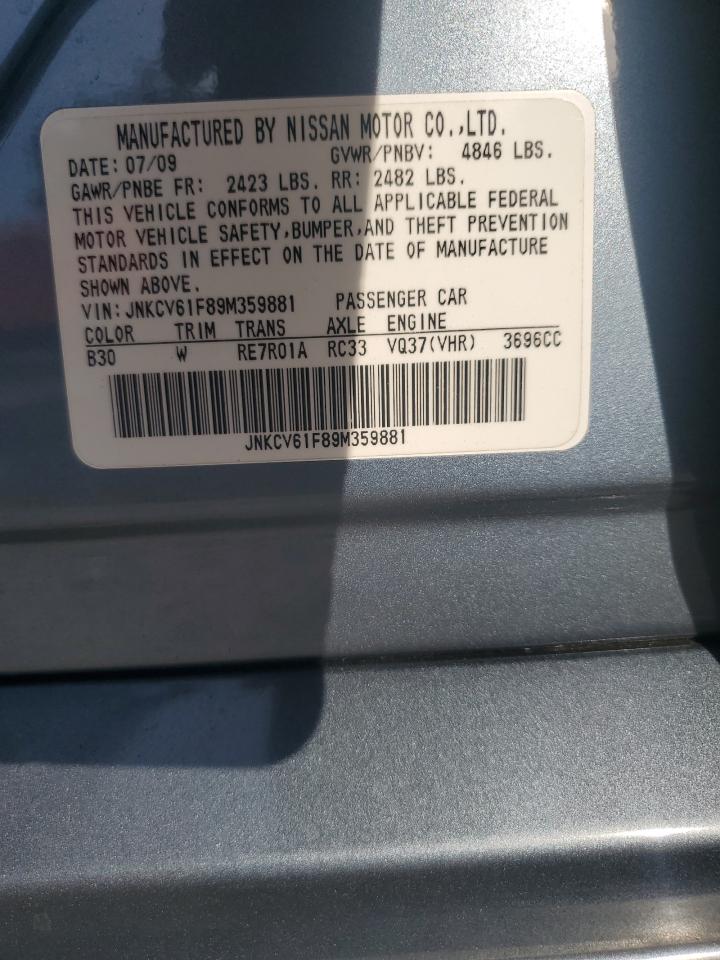 MANUFACTURED BY NISSAN MOTOR CO.,LTD.
DATE: 07/09 GVWR/PNBV: 4846 LBS.
GAWR/PNBE FR: 2423 LBS. RR: 2482 LBS.
THIS VEHICLE CONFORMS TO ALL APPLICABLE FEDERAL
MOTOR VEHICLE SAFETY,BUMPER,AND THEFT PREVENTION
STANDARDS IN EFFECT ON THE DATE OF MANUFACTURE
SHOWN ABOVE.
VIN: JNKCV61F89M359881 PASSENGER CAR
COLOR TRIM TRANS AXLE ENGINE
B30 W RE7R01A RC33 VQ37(VHR) 3696CC
JNKCV61F89M359881